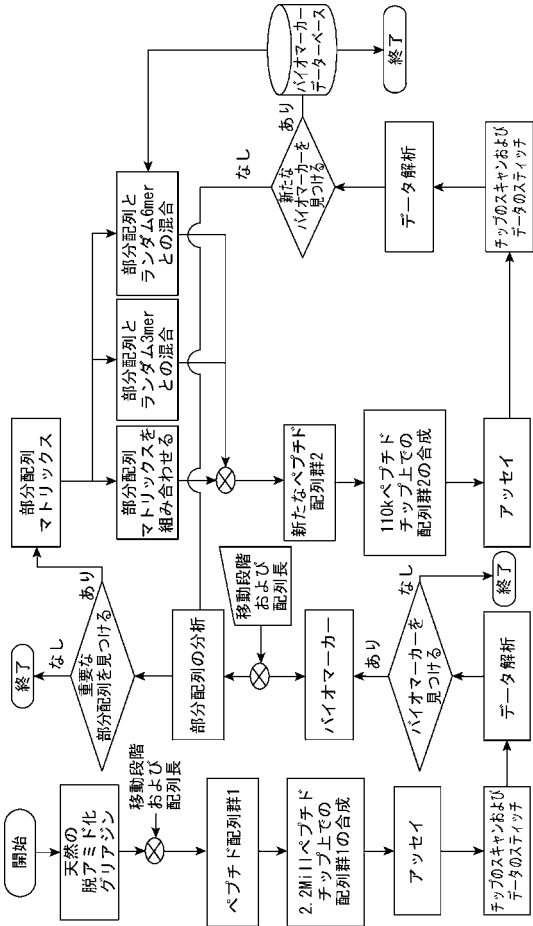 開始
天然の
脱アミド化
グリアジン
移動段階
および
配列長
ペプチド配列群1
2.2Millペプチド
チップ上での
配列群1の合成
アッセイ
チップのスキャンおよび
データのスティッチ
データ解析
バイオマーカーを
見つける
なし
終了
あり
バイオマーカー
移動段階
および
配列長
部分配列の分析
重要な
部分配列を見つける
なし
終了
あり
部分配列
マトリックス
部分配列
マトリックスを
組み合わせる
部分配列と
ランダム3mer
との混合
部分配列と
ランダム6mer
との混合
新たなペプチド
配列群2
110kペプチド
チップ上での
配列群2の合成
アッセイ
チップのスキャンおよび
データのスティッチ
データ解析
新たな
バイオマーカーを
見つける
なし
あり
バイオマーカー
データーベース
終了